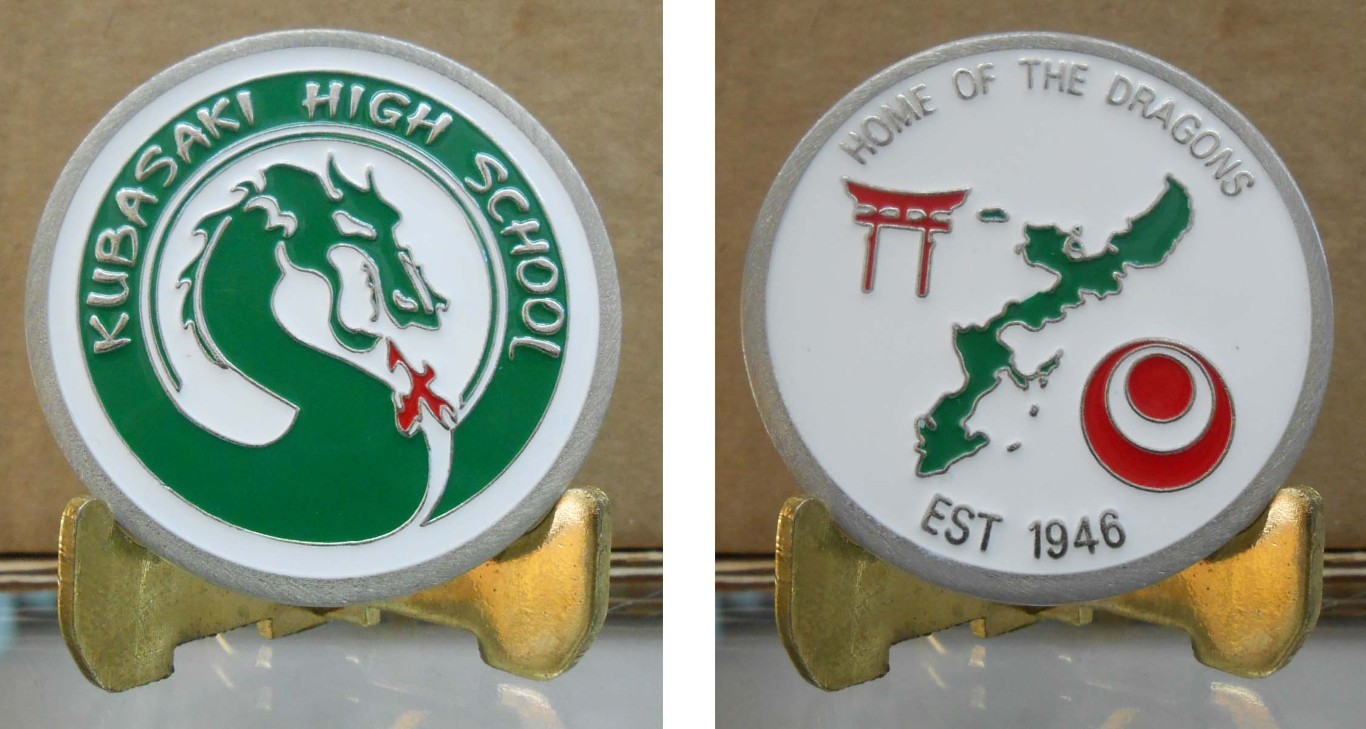 KUBASAKI HIGH SCHOOL
HOME OF THE DRAGONS
EST 1946